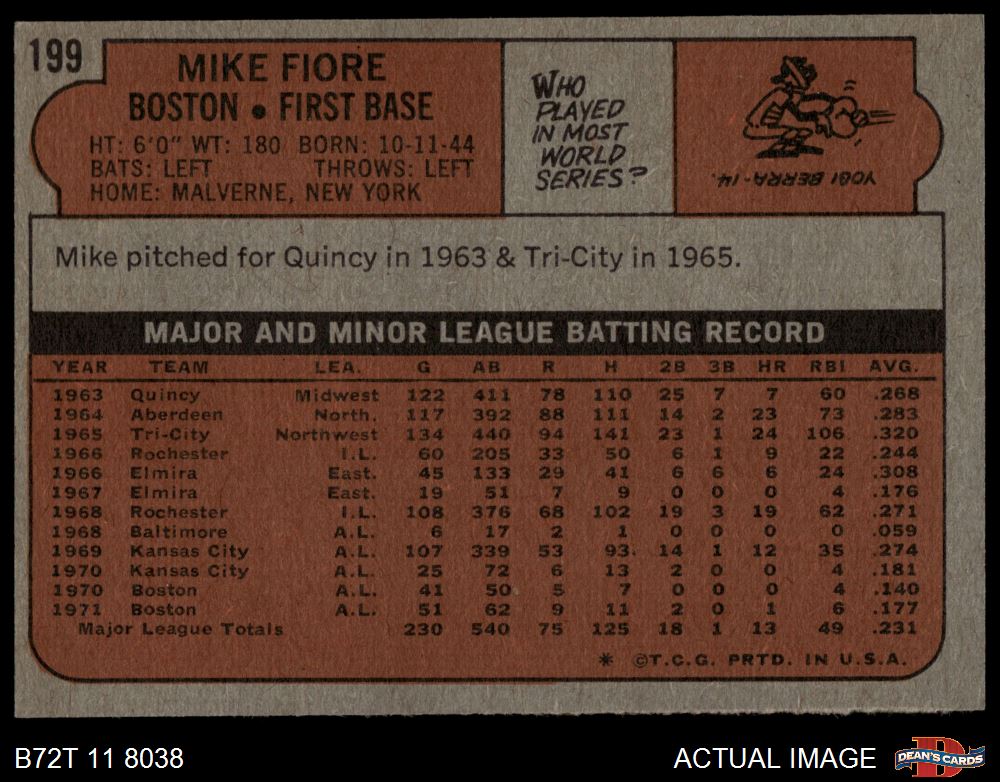 199
MIKE FIORE
BOSTON • FIRST BASE
HT: 6'0" WT: 180 BORN: 10-11-44
BATS: LEFT THROWS: LEFT
HOME: MALVERNE, NEW YORK
WHO
PLAYED
IN MOST
WORLD
SERIES?
YOGI BERRA-14.
Mike pitched for Quincy in 1963 & Tri-City in 1965.
MAJOR AND MINOR LEAGUE BATTING RECORD
YEAR TEAM LEA. G AB R H 2B 3B HR RBI AVG.
1963 Quincy Midwest 122 411 78 110 25 7 7 60 .268
1964 Aberdeen North. 117 392 88 111 14 2 23 73 .283
1965 Tri-City Northwest 134 440 94 141 23 1 24 106 .320
1966 Rochester I.L. 60 205 33 50 6 1 9 22 .244
1966 Elmira East. 45 133 29 41 6 6 6 24 .308
1967 Elmira East. 19 51 7 9 0 0 0 4 .176
1968 Rochester I.L. 108 376 68 102 19 3 19 62 .271
1968 Baltimore A.L. 6 17 2 1 0 0 0 0 .059
1969 Kansas City A.L. 107 339 53 93 14 1 12 35 .274
1970 Kansas City A.L. 25 72 6 13 2 0 0 4 .181
1970 Boston A.L. 41 50 5 7 0 0 0 4 .140
1971 Boston A.L. 51 62 9 11 2 0 1 6 .177
Major League Totals 230 540 75 125 18 1 13 49 .231
* ©T.C.G. PRTD. IN U.S.A.
B72T 11 8038
ACTUAL IMAGE
D
DEAN'S CARDS